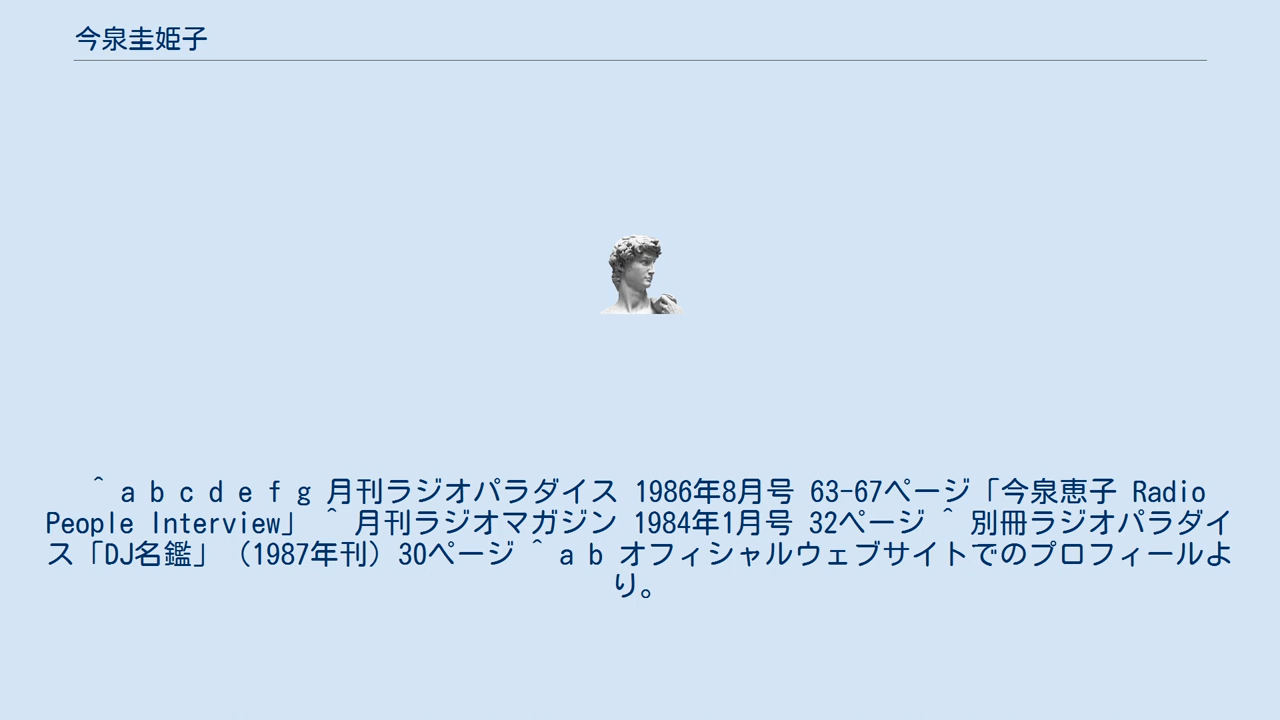 今泉圭姫子
^ a b c d e f g 月刊ラジオパラダイス 1986年8月号 63-67ページ「今泉恵子 Radio
People Interview」 ^ 月刊ラジオマガジン 1984年1月号 32ページ ^ 別冊ラジオパラダイ
ス「DJ名鑑」（1987年刊）30ページ ^ a b オフィシャルウェブサイトでのプロフィールよ
り。